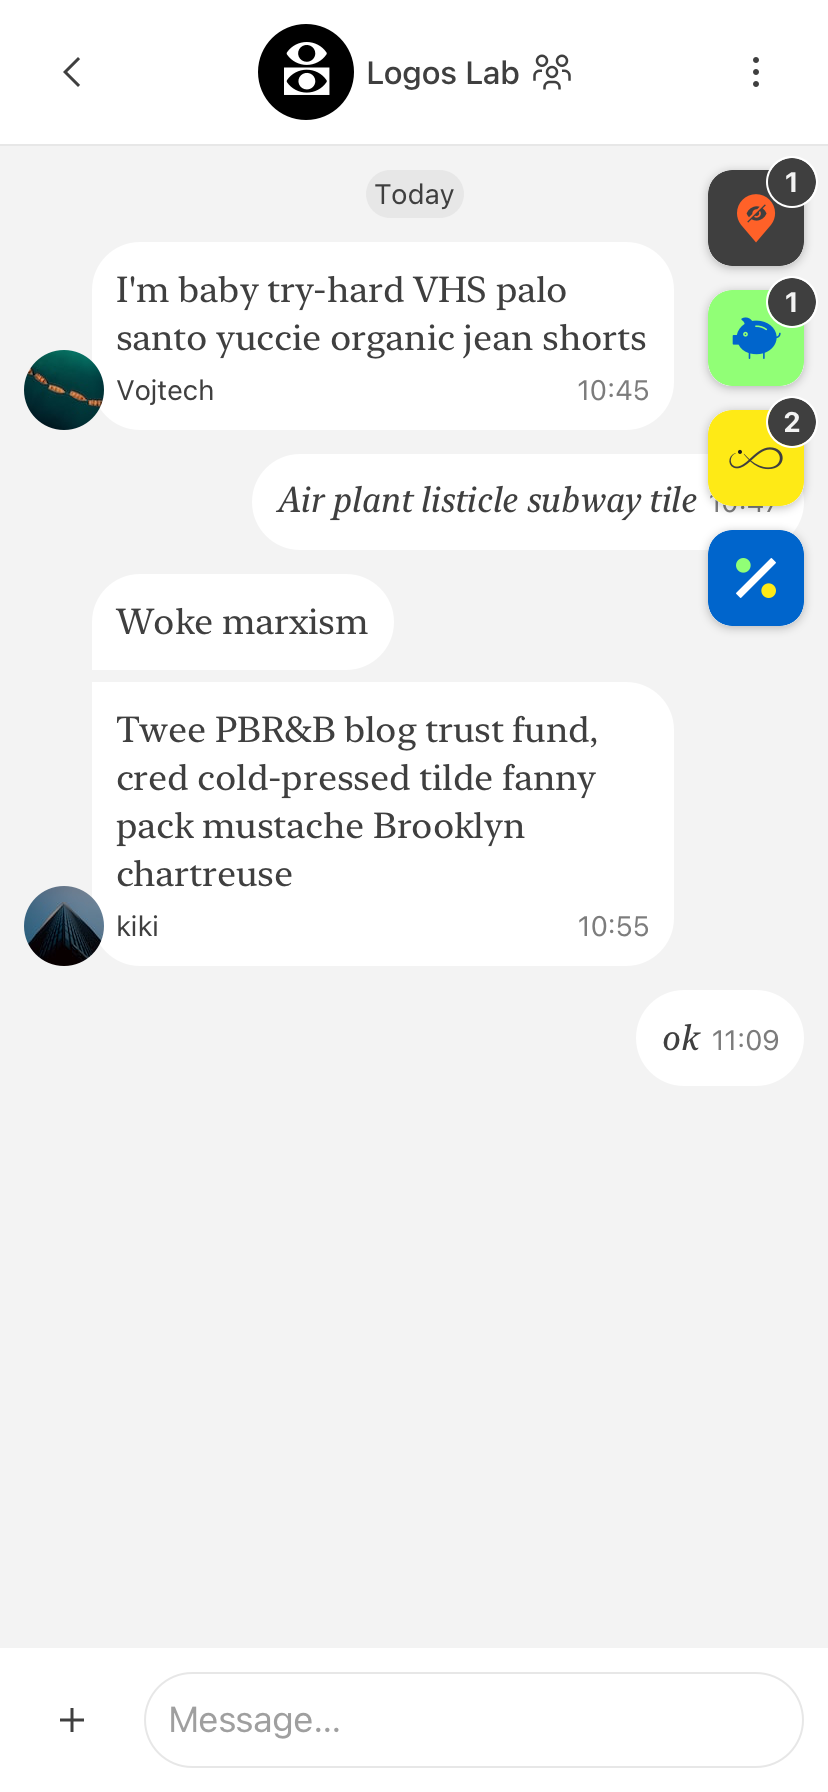 Logos Lab
Today
1
I'm baby try-hard VHS palo
santo yuccie organic jean shorts
Vojtech 10:45
1
2
Air plant listicle subway tile
Woke marxism
Twee PBR&B blog trust fund,
cred cold-pressed tilde fanny
pack mustache Brooklyn
chartreuse
kiki 10:55
ok 11:09
Message...